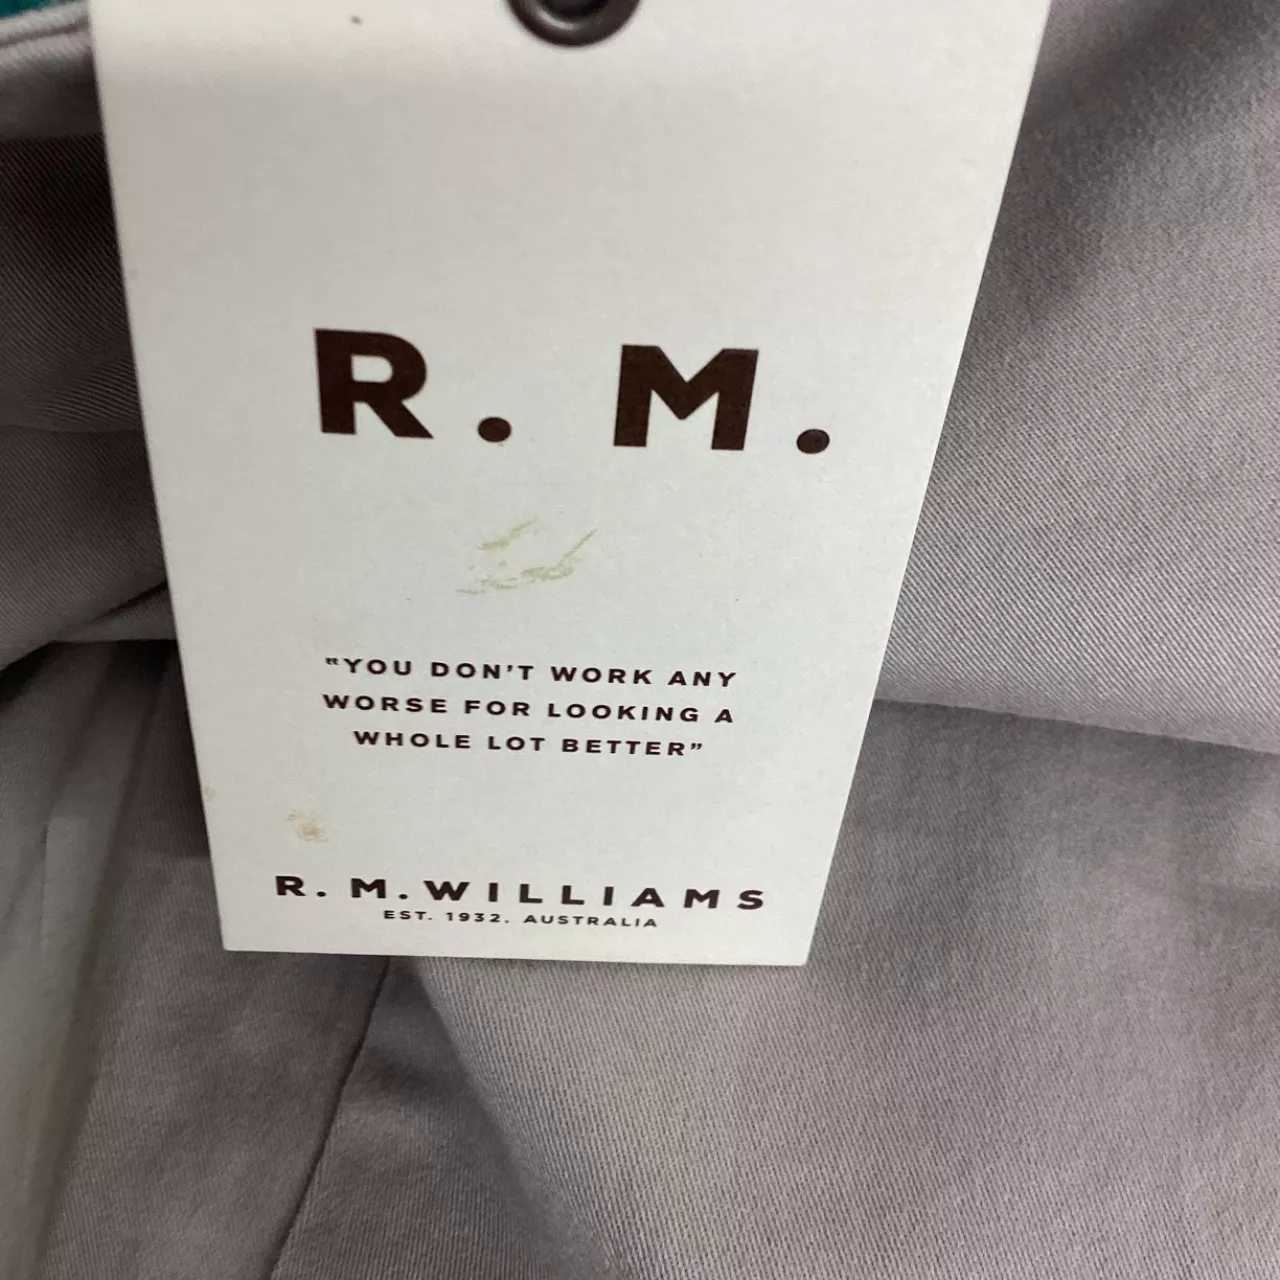 R. M.
"YOU DON'T WORK ANY
WORSE FOR LOOKING A
WHOLE LOT BETTER"
R. M. WILLIAMS
EST. 1932. AUSTRALIA